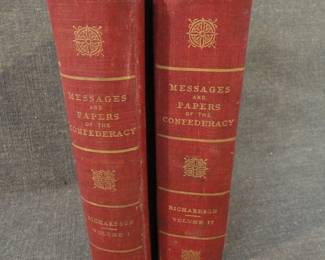 MESSAGES
AND
PAPERS
OF THE
CONFEDERACY
RICHARDSON
VOLUME I
MESSAGES
AND
PAPERS
OF THE
CONFEDERACY
RICHARDSON
VOLUME II